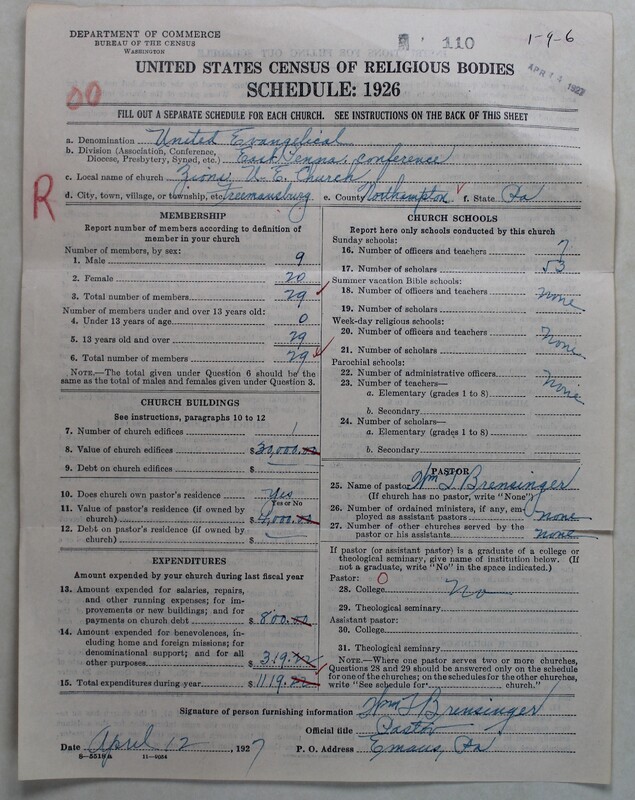 DEPARTMENT OF COMMERCE
BUREAU OF THE CENSUS
WASHINGTON
110
1-9-6
APR 14 1927
UNITED STATES CENSUS OF RELIGIOUS BODIES
SCHEDULE: 1926
00
FILL OUT A SEPARATE SCHEDULE FOR EACH CHURCH. SEE INSTRUCTIONS ON THE BACK OF THIS SHEET
a. Denomination United Evangelical
b. Division (Association, Conference, Diocese, Presbytery, Synod, etc.) East Penna. conference
c. Local name of church Zions U. E. Church
R
d. City, town, village, or township, etc. Freemansburg e. County Northampton f. State Pa
MEMBERSHIP
Report number of members according to definition of
member in your church
Number of members, by sex:
1. Male 9
2. Female 20
3. Total number of members 29
Number of members under and over 13 years old:
4. Under 13 years of age 0
5. 13 years old and over 29
6. Total number of members 29
NOTE.—The total given under Question 6 should be the
same as the total of males and females given under Question 3.
CHURCH BUILDINGS
See instructions, paragraphs 10 to 12
7. Number of church edifices 1
8. Value of church edifices $30,000.00
9. Debt on church edifices $
10. Does church own pastor's residence Yes
Yes or No
11. Value of pastor's residence (if owned by
church) $4,000.00
12. Debt on pastor's residence (if owned by
church) $
EXPENDITURES
Amount expended by your church during last fiscal year
13. Amount expended for salaries, repairs,
and other running expenses; for im-
provements or new buildings; and for
payments on church debt $800.00
14. Amount expended for benevolences,
including home and foreign missions; for
denominational support; and for all
other purposes 319.
15. Total expenditures during year $1119.
CHURCH SCHOOLS
Report here only schools conducted by this church
Sunday schools:
16. Number of officers and teachers 7
17. Number of scholars 53
Summer vacation Bible schools:
18. Number of officers and teachers None
19. Number of scholars
Week-day religious schools:
20. Number of officers and teachers None
21. Number of scholars
Parochial schools:
22. Number of administrative officers None
23. Number of teachers—
a. Elementary (grades 1 to 8)
b. Secondary
24. Number of scholars—
a. Elementary (grades 1 to 8)
b. Secondary
PASTOR
25. Name of pastor Wm L Brensinger
(If church has no pastor, write "None")
26. Number of ordained ministers, if any, em-
ployed as assistant pastors none
27. Number of other churches served by the
pastor or his assistants none
If pastor (or assistant pastor) is a graduate of a college or
theological seminary, give name of institution below. (If
not a graduate, write "No" in the space indicated.)
Pastor: 0
28. College No
29. Theological seminary
Assistant pastor:
30. College
31. Theological seminary
NOTE.—Where one pastor serves two or more churches,
Questions 28 and 29 should be answered only on the schedule
for one of the churches; on the schedules for the other churches,
write "See schedule for church."
Signature of person furnishing information Wm L Brensinger
Official title Pastor
Date April 12, 1927 P. O. Address Emaus, Pa
8-5518a 11-9054